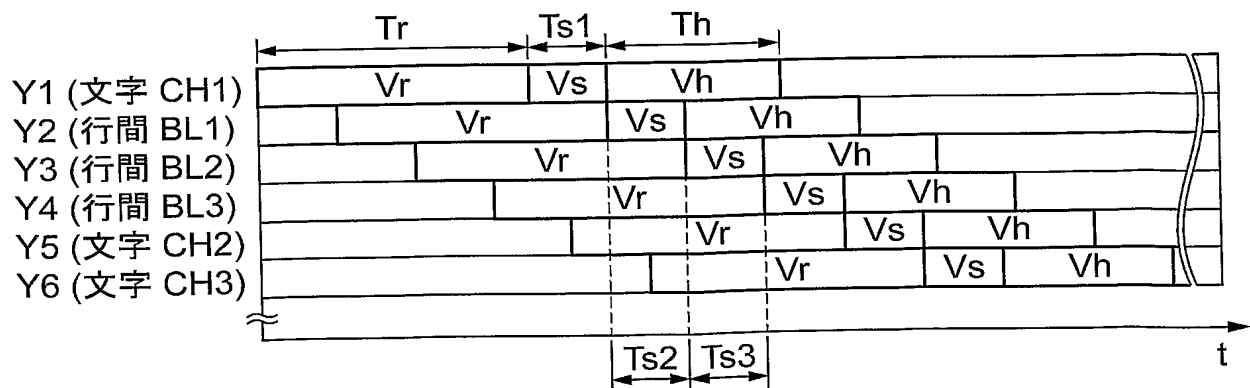 Tr Ts1 Th
Y1 (文字 CH1) Vr Vs Vh
Y2 (行間 BL1) Vr Vs Vh
Y3 (行間 BL2) Vr Vs Vh
Y4 (行間 BL3) Vr Vs Vh
Y5 (文字 CH2) Vr Vs Vh
Y6 (文字 CH3) Vr Vs Vh
t
Ts2 Ts3